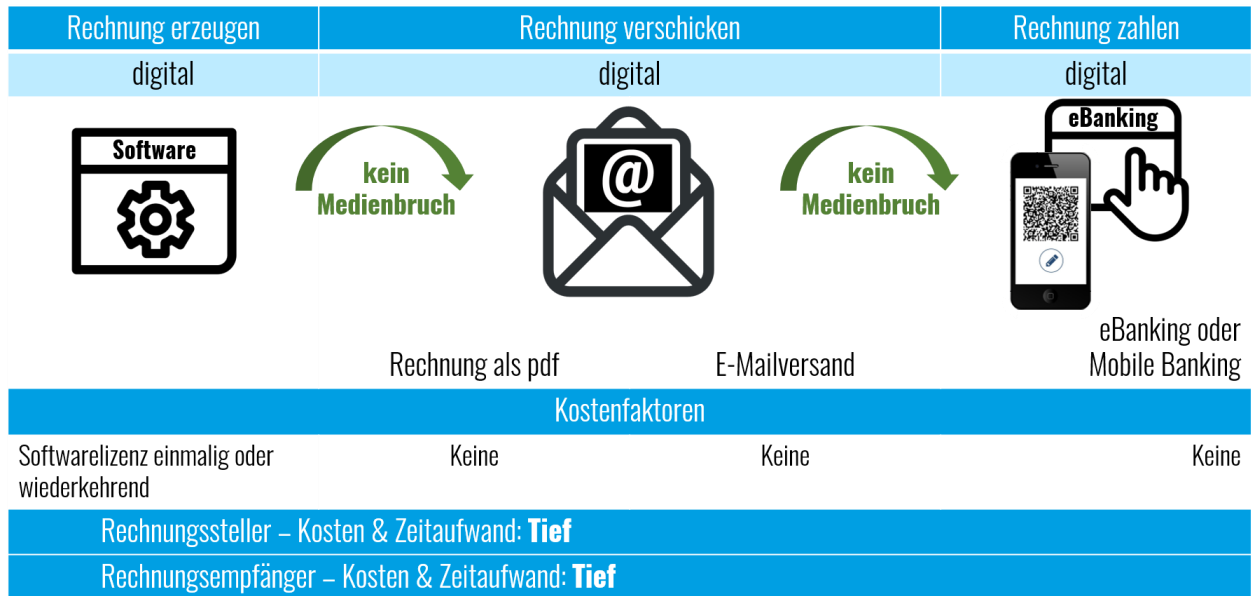 Rechnung erzeugen
Rechnung verschicken
Rechnung zahlen
digital
digital
digital
Software
kein
Medienbruch
@
kein
Medienbruch
eBanking
Rechnung als pdf
E-Mailversand
eBanking oder
Mobile Banking
Kostenfaktoren
Softwarelizenz einmalig oder
wiederkehrend
Keine
Keine
Keine
Rechnungssteller – Kosten & Zeitaufwand: Tief
Rechnungsempfänger – Kosten & Zeitaufwand: Tief